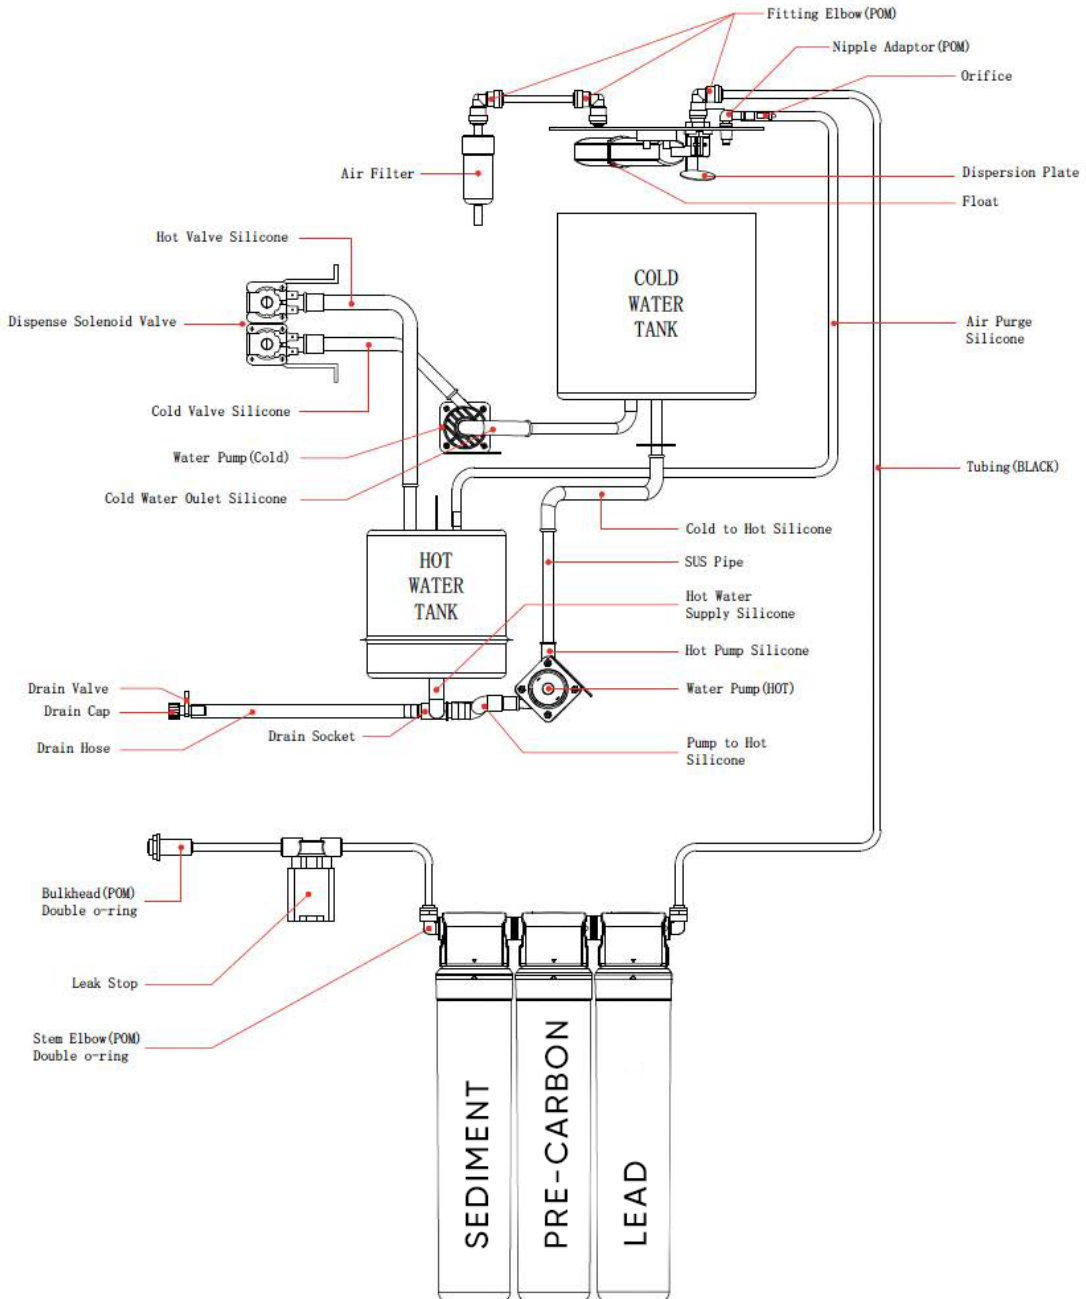 Fitting Elbow(POM)
Nipple Adaptor(POM)
Orifice
Air Filter
Dispersion Plate
Float
Hot Valve Silicone
COLD
WATER
TANK
Dispense Solenoid Valve
Air Purge
Silicone
Cold Valve Silicone
Water Pump(Cold)
Tubing(BLACK)
Cold Water Oulet Silicone
Cold to Hot Silicone
HOT
WATER
TANK
SUS Pipe
Hot Water
Supply Silicone
Hot Pump Silicone
Drain Valve
Water Pump(HOT)
Drain Cap
Drain Socket
Drain Hose
Pump to Hot
Silicone
Bulkhead(POM)
Double o-ring
Leak Stop
Stem Elbow(POM)
Double o-ring
SEDIMENT
PRE-CARBON
LEAD